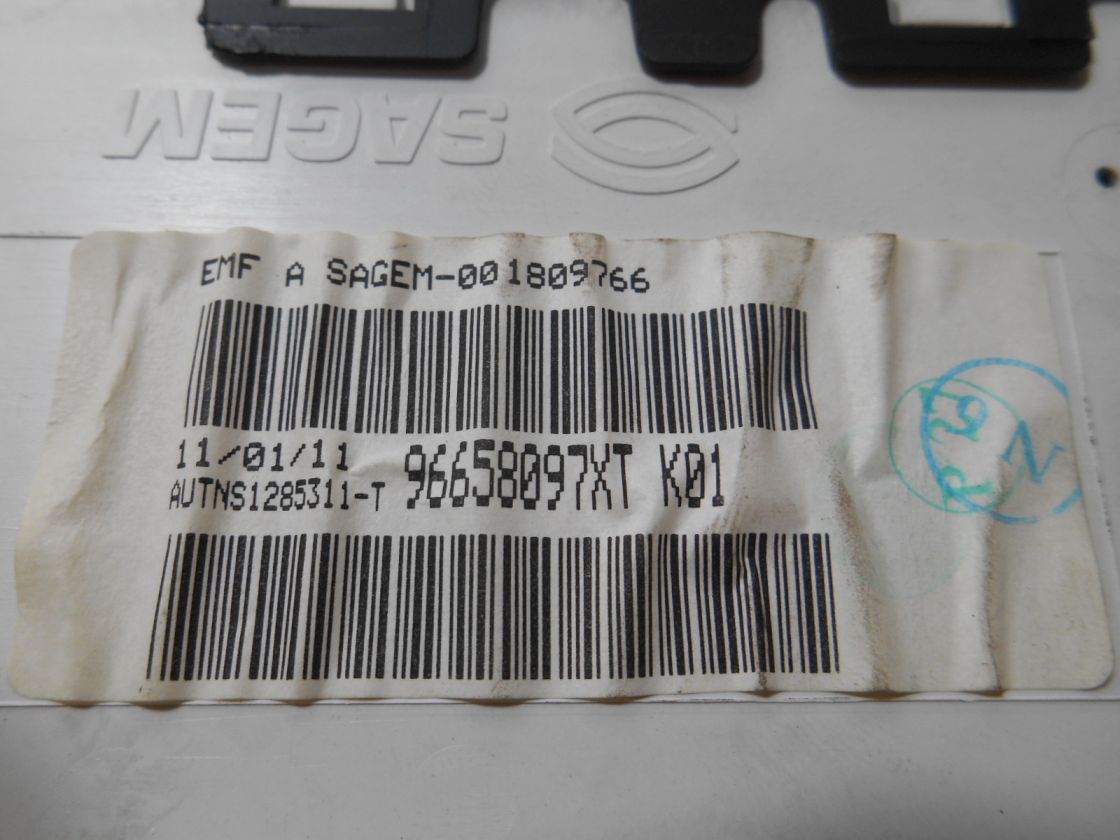 SAGEM
EMF A SAGEM-001809766
11/01/11
AUTNS1285311-T 96658097XT K01
N